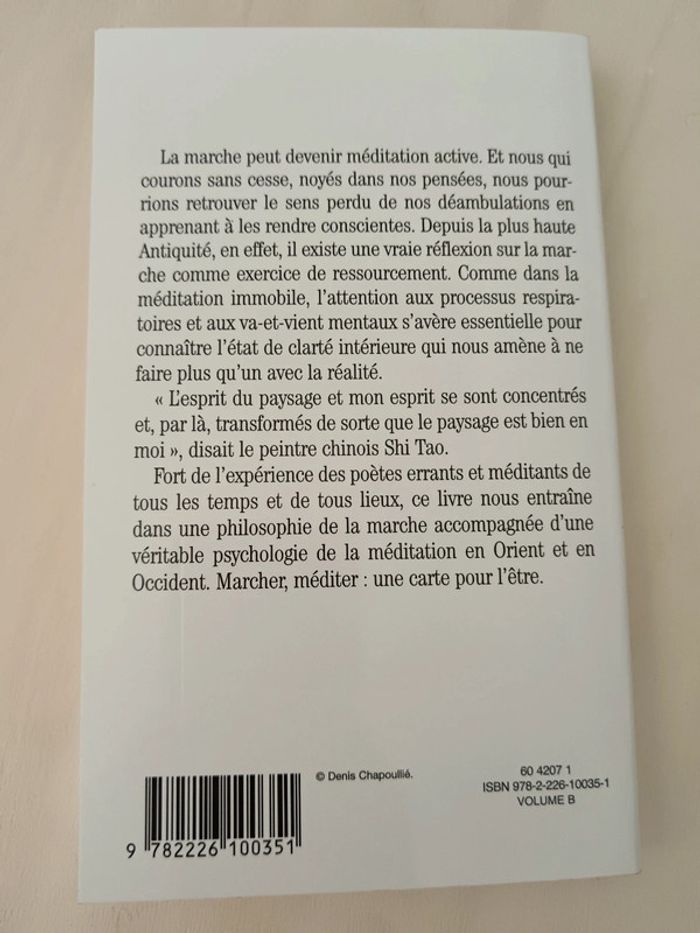 La marche peut devenir méditation active. Et nous qui
courons sans cesse, noyés dans nos pensées, nous pour-
rions retrouver le sens perdu de nos déambulations en
apprenant à les rendre conscientes. Depuis la plus haute
Antiquité, en effet, il existe une vraie réflexion sur la mar-
che comme exercice de ressourcement. Comme dans la
méditation immobile, l'attention aux processus respira-
toires et aux va-et-vient mentaux s'avère essentielle pour
connaître l'état de clarté intérieure qui nous amène à ne
faire plus qu'un avec la réalité.
« L'esprit du paysage et mon esprit se sont concentrés
et, par là, transformés de sorte que le paysage est bien en
moi », disait le peintre chinois Shi Tao.
Fort de l'expérience des poètes errants et méditants de
tous les temps et de tous lieux, ce livre nous entraîne
dans une philosophie de la marche accompagnée d'une
véritable psychologie de la méditation en Orient et en
Occident. Marcher, méditer : une carte pour l'être.
© Denis Chapoullié.
60 4207 1
ISBN 978-2-226-10035-1
VOLUME B
9 782226 100351